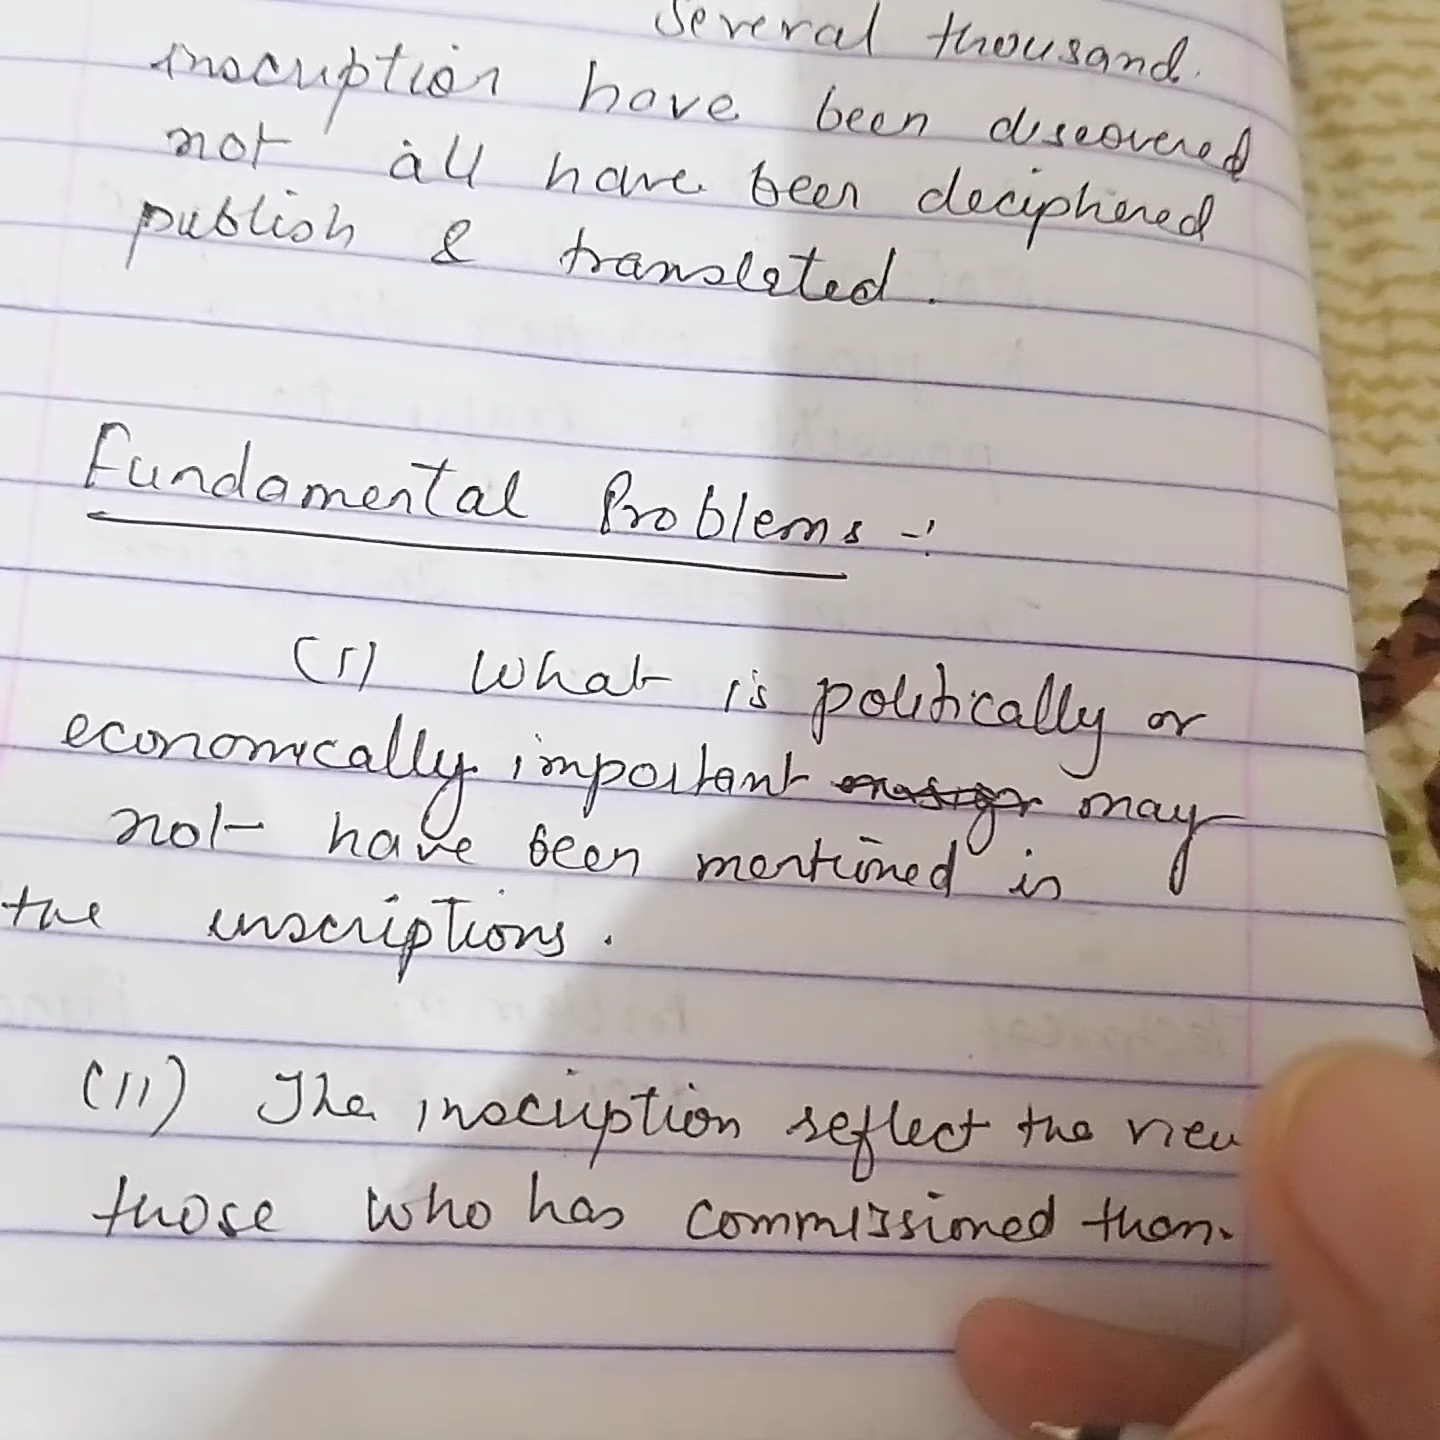 several thousand.
inscription have been discovered
not all have been deciphered
publish & translated.
Fundamental Problems :-
(I) What is politically or
economically important may
not have been mentioned in
the inscriptions.
(II) The inscription reflect the view
those who has commissioned them.